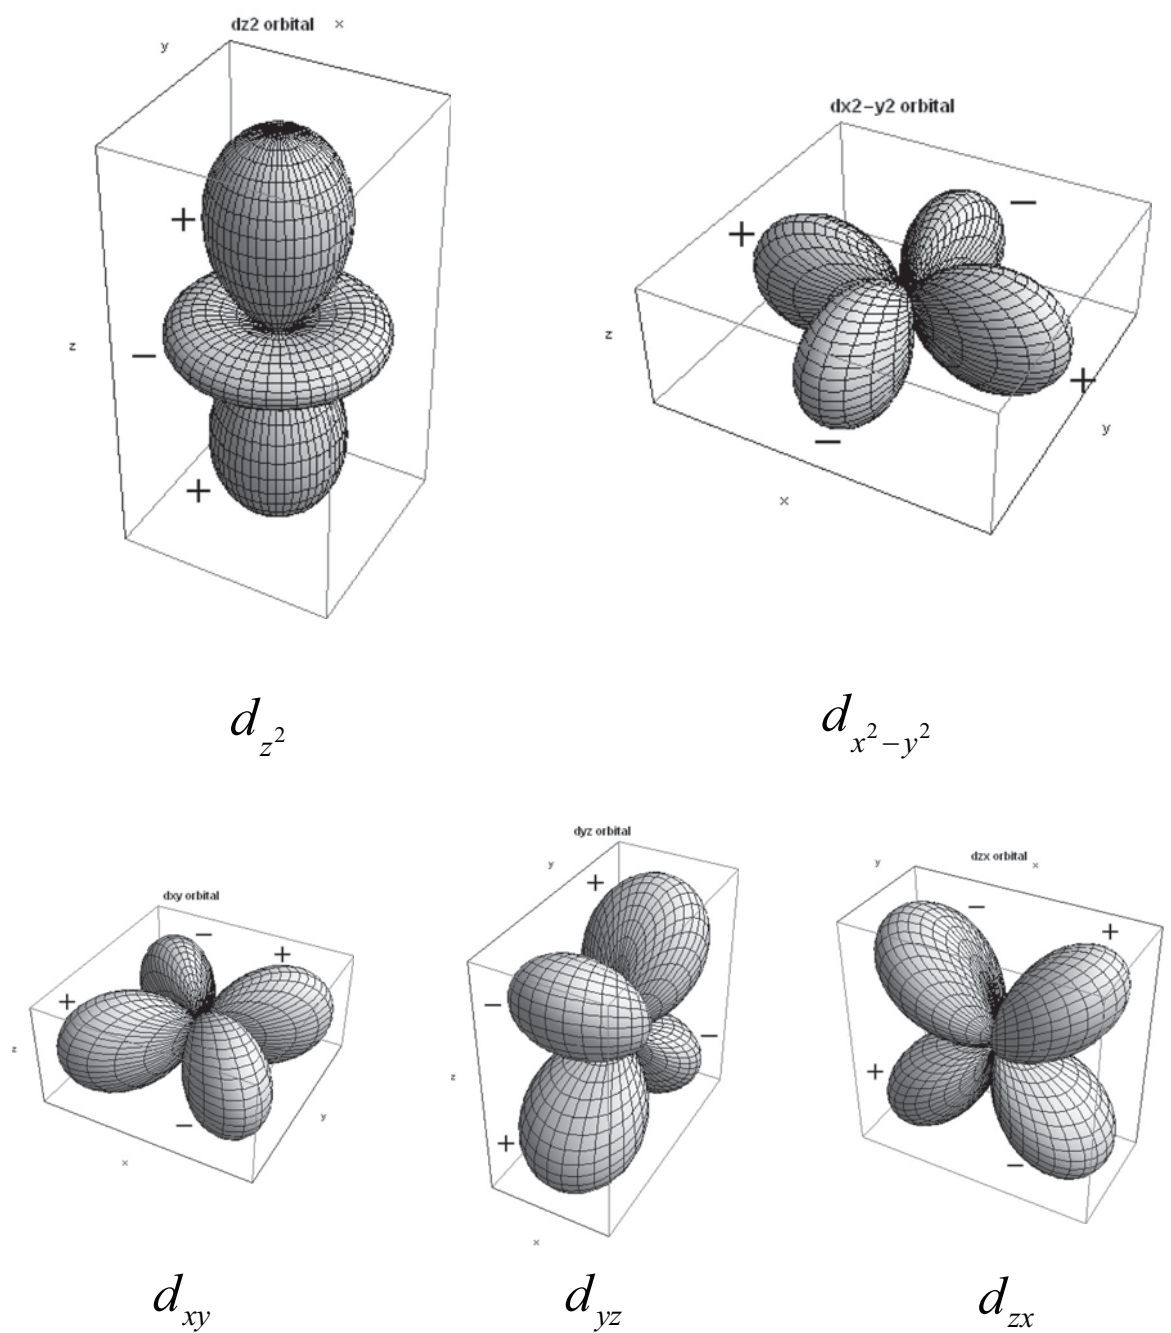 dz2 orbital x
y
+
z
−
+
dx2−y2 orbital
−
+
z
+
−
y
x
d_{z^2}
d_{x^2−y^2}
dxy orbital
−
+
+
z
y
−
x
dyz orbital
y
+
−
−
z
+
x
dzx orbital
y
x
−
+
+
−
d_{xy}
d_{yz}
d_{zx}